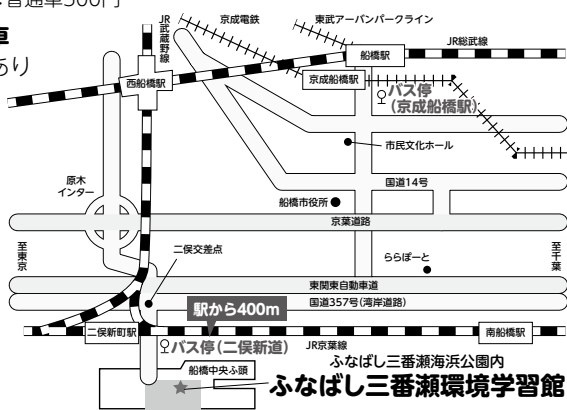 普通車500円
車
あり
JR武蔵野線
京成電鉄
東武アーバンパークライン
JR総武線
船橋駅
西船橋駅
京成船橋駅
バス停
(京成船橋駅)
市民文化ホール
原木
インター
国道14号
船橋市役所
京葉道路
至東京
二俣交差点
ららぽーと
至千葉
東関東自動車道
国道357号(湾岸道路)
駅から400m
二俣新町駅
南船橋駅
バス停(二俣新道)
JR京葉線
船橋中央ふ頭
ふなばし三番瀬海浜公園内
ふなばし三番瀬環境学習館